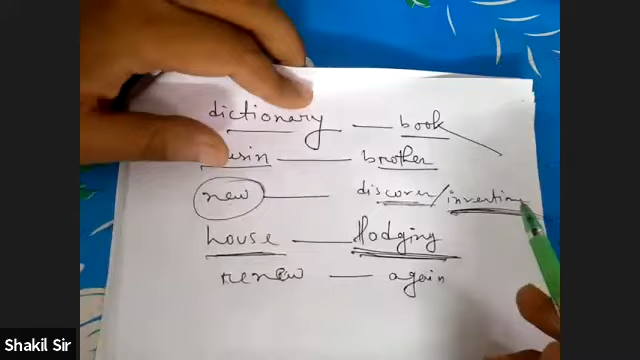 dictionary — book
brother
new — discover/invention
house — lodging
renew — again
Shakil Sir